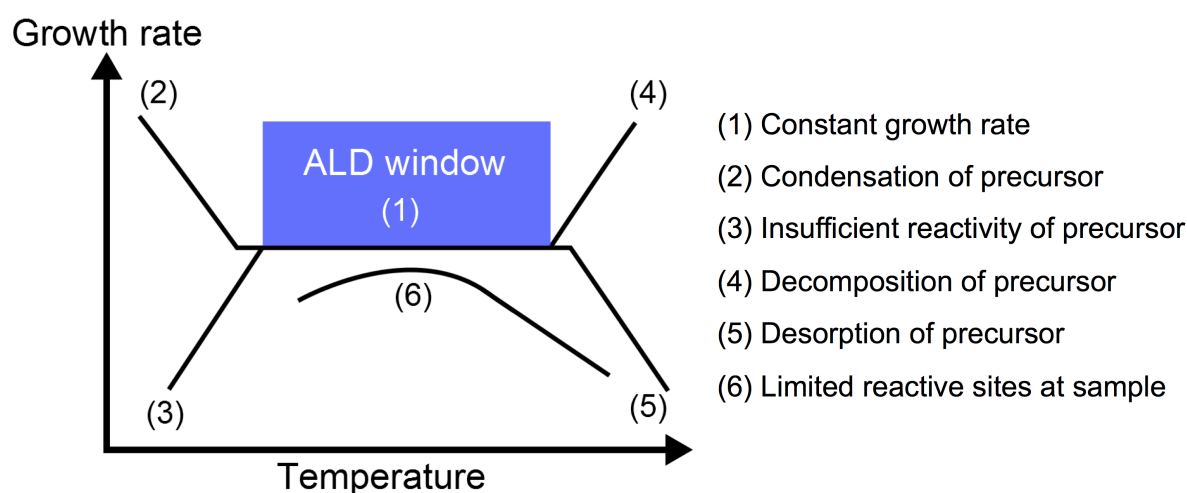 Growth rate
(2)
(4)
ALD window
(1)
(6)
(3)
(5)
Temperature
(1) Constant growth rate
(2) Condensation of precursor
(3) Insufficient reactivity of precursor
(4) Decomposition of precursor
(5) Desorption of precursor
(6) Limited reactive sites at sample